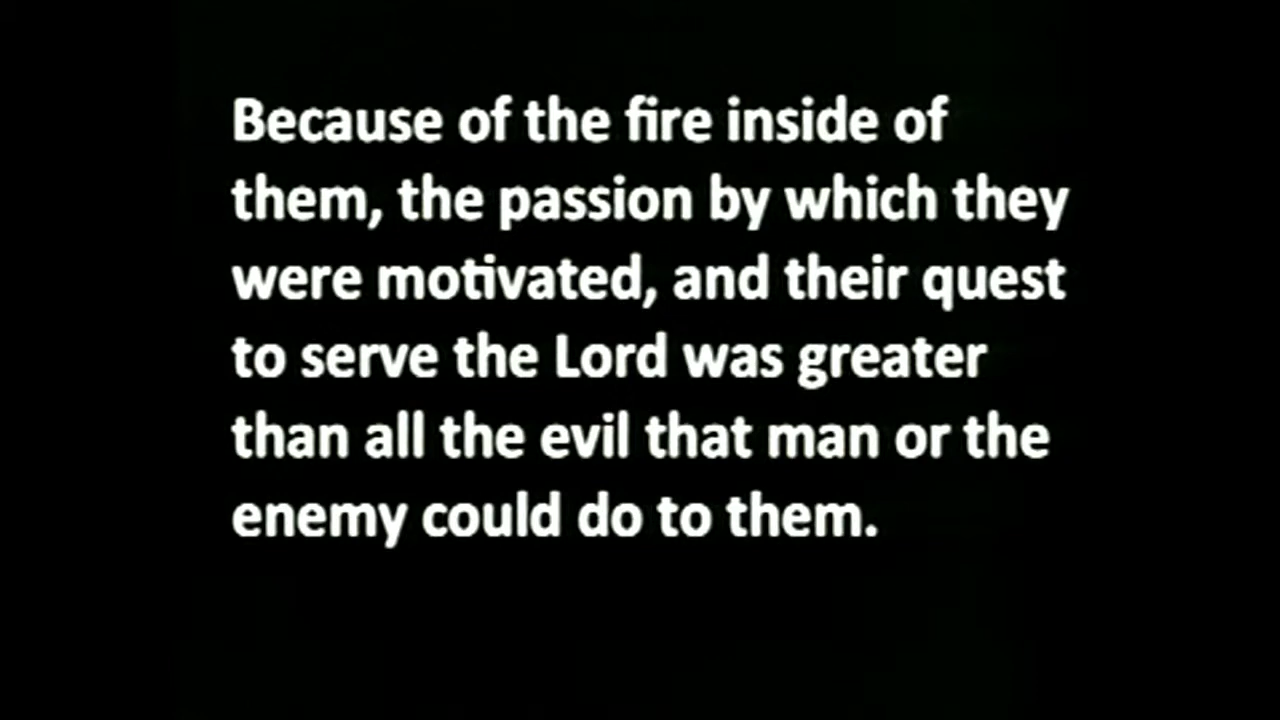 Because of the fire inside of
them, the passion by which they
were motivated, and their quest
to serve the Lord was greater
than all the evil that man or the
enemy could do to them.